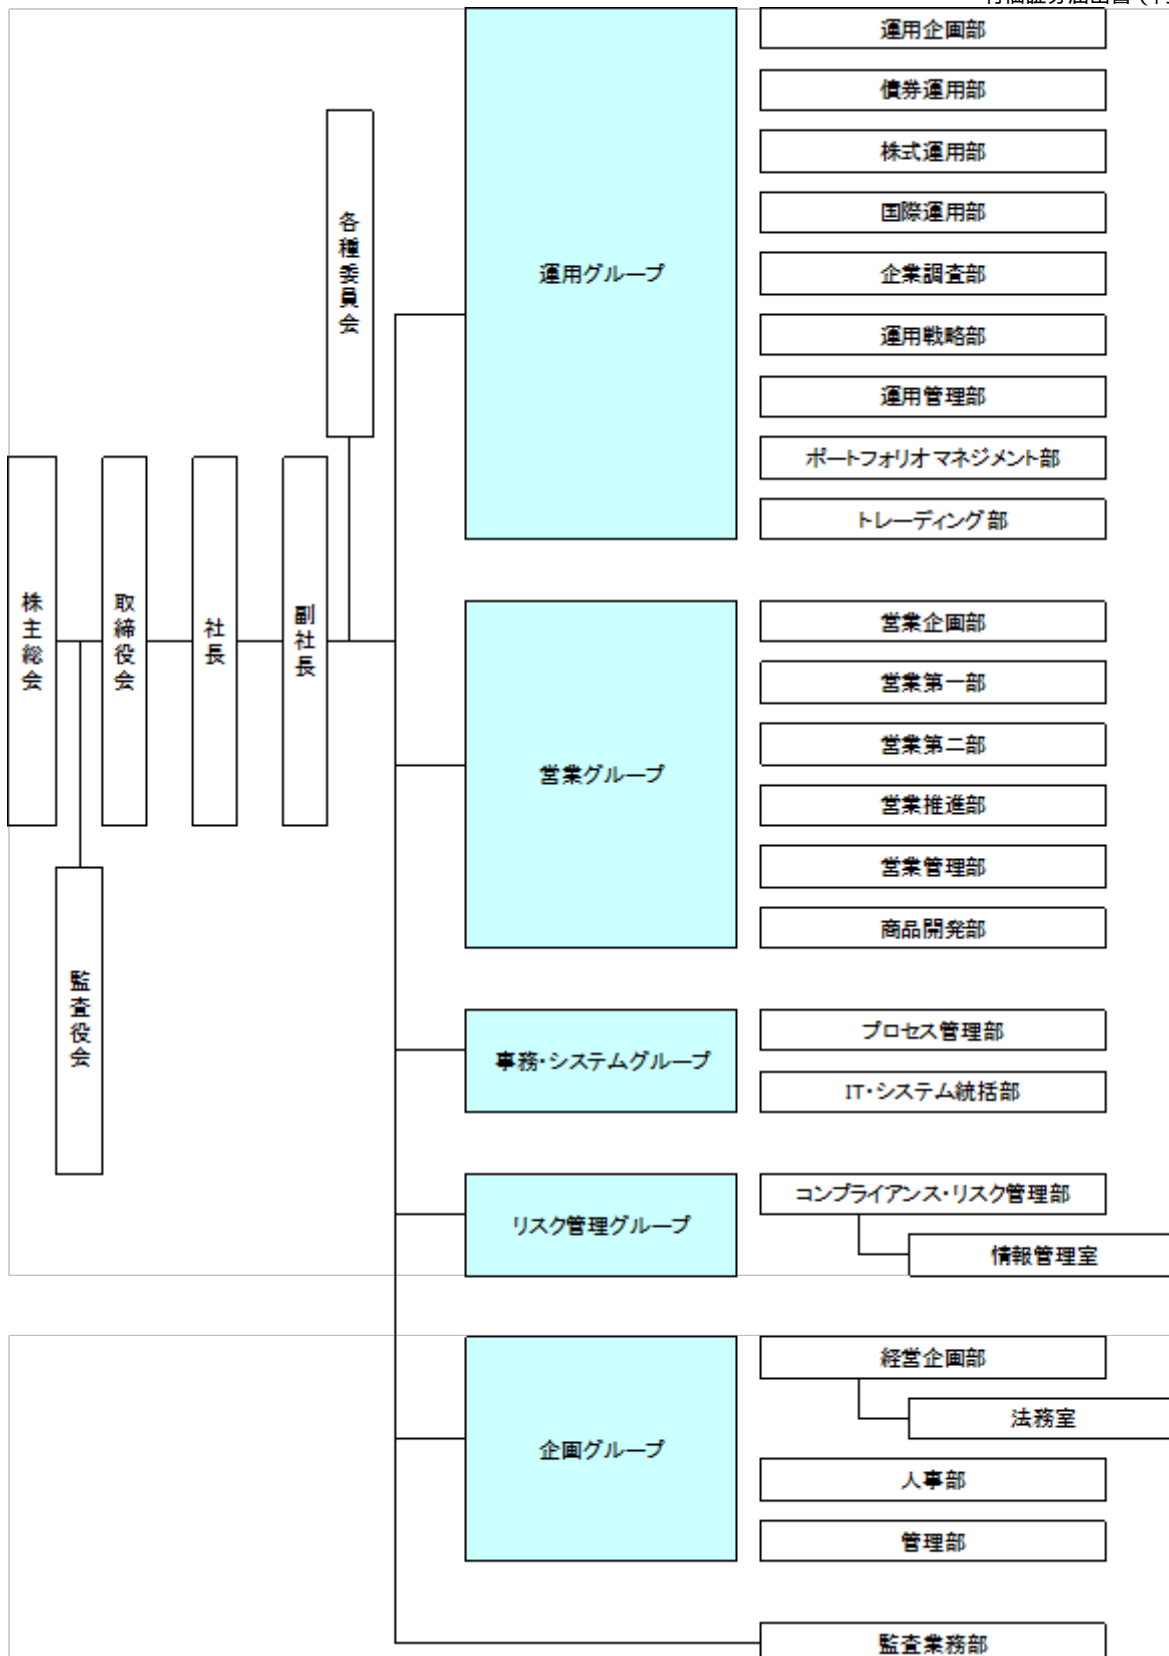 運用企画部
債券運用部
株式運用部
国際運用部
企業調査部
運用戦略部
運用管理部
ポートフォリオマネジメント部
トレーディング部
各種委員会
運用グループ
株主総会
取締役会
社長
副社長
監査役会
営業グループ
営業企画部
営業第一部
営業第二部
営業推進部
営業管理部
商品開発部
事務・システムグループ
プロセス管理部
IT・システム統括部
リスク管理グループ
コンプライアンス・リスク管理部
情報管理室
企画グループ
経営企画部
法務室
人事部
管理部
監査業務部